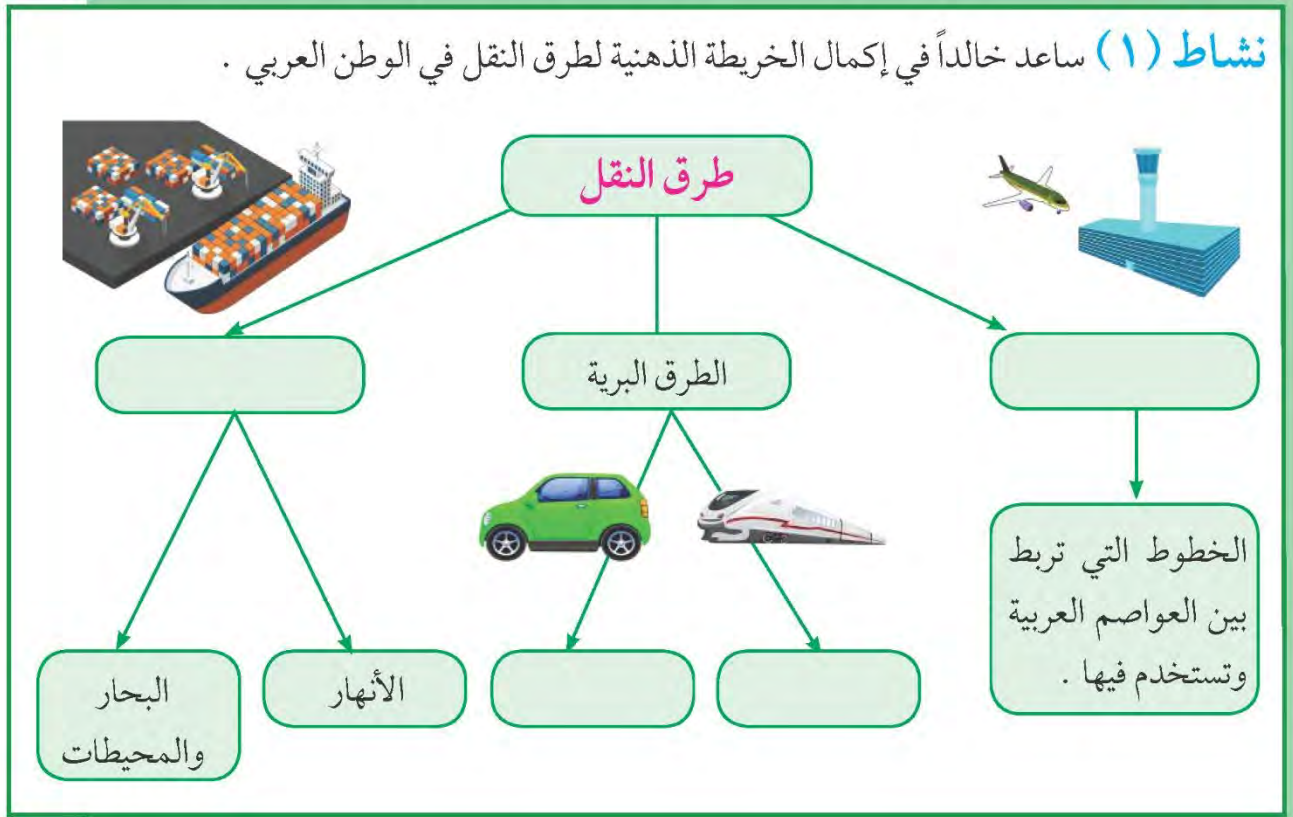 نشاط (١) ساعد خالداً في إكمال الخريطة الذهنية لطرق النقل في الوطن العربي .
طرق النقل
الطرق البرية
الخطوط التي تربط
بين العواصم العربية
وتستخدم فيها .
الأنهار
البحار
والمحيطات